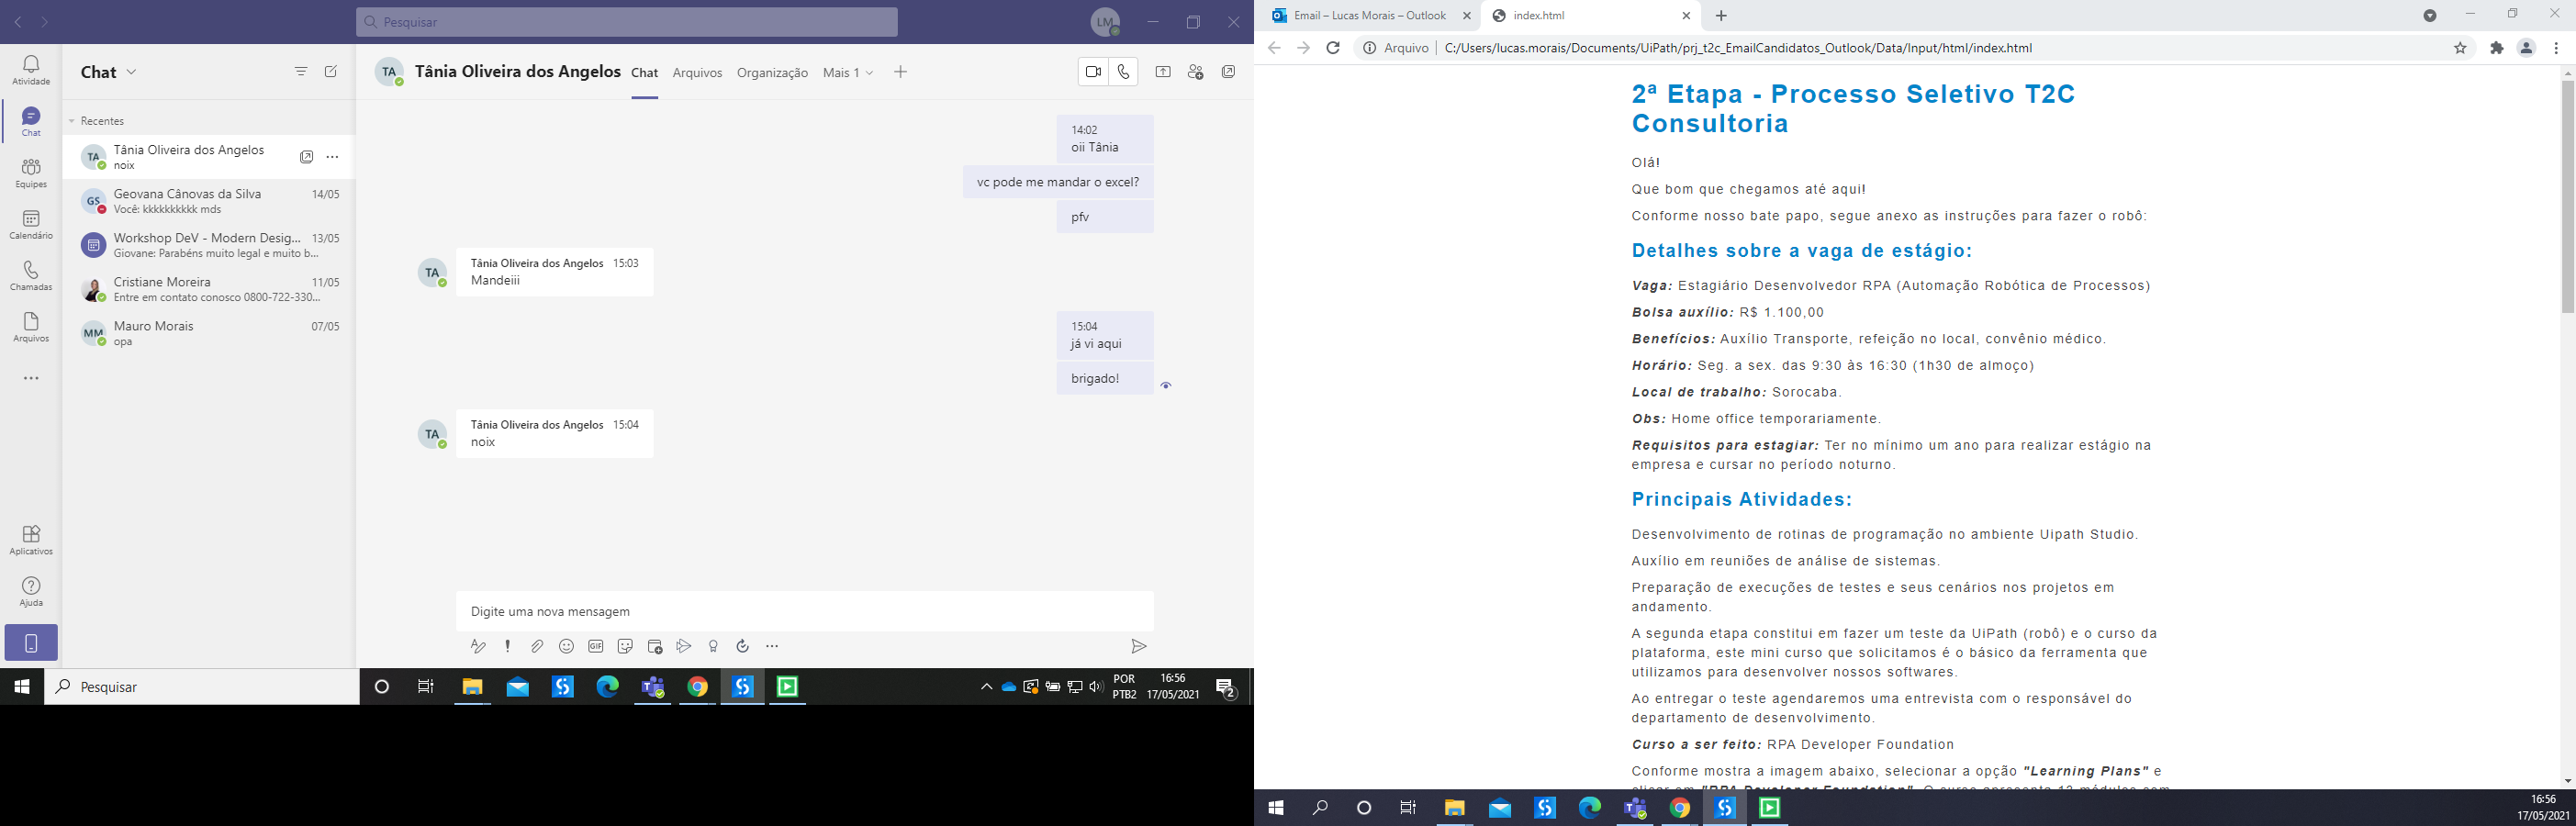 Pesquisar
LM
Atividade
Chat
Equipes
Calendário
Chamadas
Arquivos
Aplicativos
Ajuda
Chat
Recentes
TA
Tânia Oliveira dos Angelos
noix
GS
Geovana Cânovas da Silva 14/05
Você: kkkkkkkkkk mds
Workshop DeV - Modern Desig... 13/05
Giovane: Parabéns muito legal e muito b...
Cristiane Moreira 11/05
Entre em contato conosco 0800-722-330...
MM
Mauro Morais 07/05
opa
TA Tânia Oliveira dos Angelos Chat Arquivos Organização Mais 1
14:02
oii Tânia
vc pode me mandar o excel?
pfv
TA
Tânia Oliveira dos Angelos 15:03
Mandeiii
15:04
já vi aqui
brigado!
TA
Tânia Oliveira dos Angelos 15:04
noix
Digite uma nova mensagem
GIF
Pesquisar
POR
PTB2
16:56
17/05/2021
2
Email – Lucas Morais – Outlook
index.html
Arquivo C:/Users/lucas.morais/Documents/UiPath/prj_t2c_EmailCandidatos_Outlook/Data/Input/html/index.html
2ª Etapa - Processo Seletivo T2C
Consultoria
Olá!
Que bom que chegamos até aqui!
Conforme nosso bate papo, segue anexo as instruções para fazer o robô:
Detalhes sobre a vaga de estágio:
Vaga: Estagiário Desenvolvedor RPA (Automação Robótica de Processos)
Bolsa auxílio: R$ 1.100,00
Benefícios: Auxílio Transporte, refeição no local, convênio médico.
Horário: Seg. a sex. das 9:30 às 16:30 (1h30 de almoço)
Local de trabalho: Sorocaba.
Obs: Home office temporariamente.
Requisitos para estagiar: Ter no mínimo um ano para realizar estágio na
empresa e cursar no período noturno.
Principais Atividades:
Desenvolvimento de rotinas de programação no ambiente Uipath Studio.
Auxílio em reuniões de análise de sistemas.
Preparação de execuções de testes e seus cenários nos projetos em
andamento.
A segunda etapa constitui em fazer um teste da UiPath (robô) e o curso da
plataforma, este mini curso que solicitamos é o básico da ferramenta que
utilizamos para desenvolver nossos softwares.
Ao entregar o teste agendaremos uma entrevista com o responsável do
departamento de desenvolvimento.
Curso a ser feito: RPA Developer Foundation
Conforme mostra a imagem abaixo, selecionar a opção "Learning Plans" e
16:56
17/05/2021